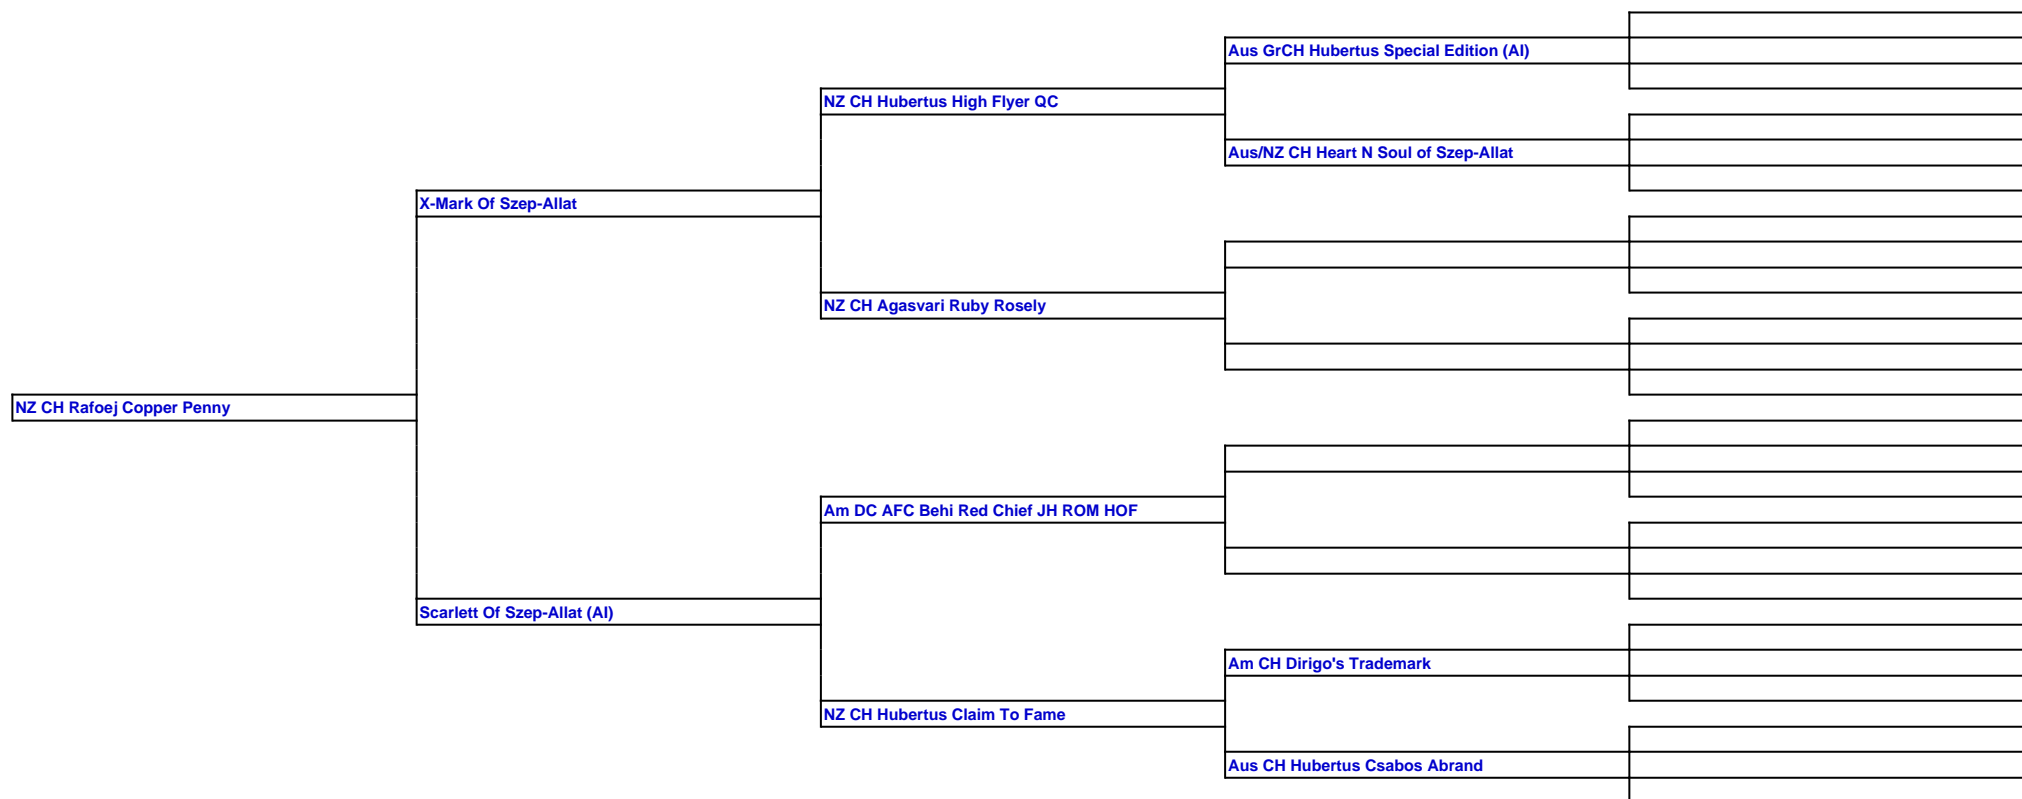 Aus GrCH Hubertus Special Edition (AI)
NZ CH Hubertus High Flyer QC
Aus/NZ CH Heart N Soul of Szep-Allat
X-Mark Of Szep-Allat
NZ CH Agasvari Ruby Rosely
NZ CH Rafoej Copper Penny
Am DC AFC Behi Red Chief JH ROM HOF
Scarlett Of Szep-Allat (AI)
Am CH Dirigo's Trademark
NZ CH Hubertus Claim To Fame
Aus CH Hubertus Csabos Abrand